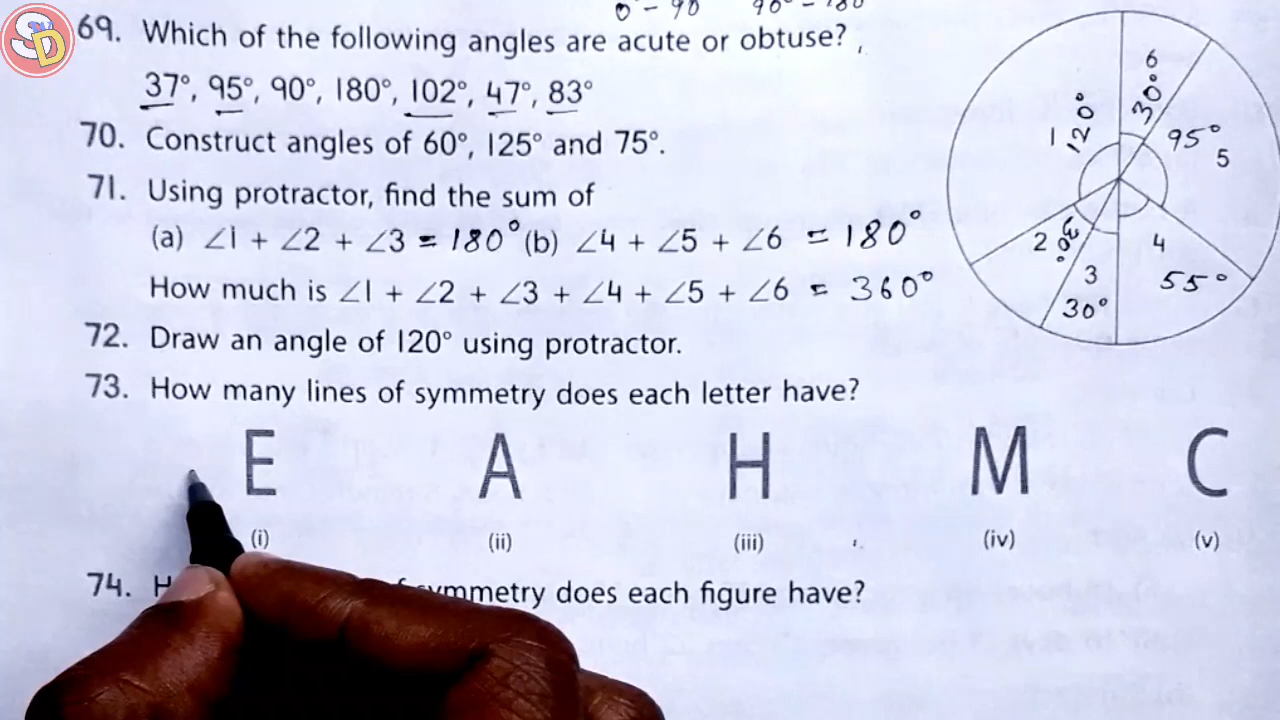 SD
0 - 90 90° - 180
69. Which of the following angles are acute or obtuse?,
37°, 95°, 90°, 180°, 102°, 47°, 83°
70. Construct angles of 60°, 125° and 75°.
71. Using protractor, find the sum of
(a) ∠1 + ∠2 + ∠3 = 180° (b) ∠4 + ∠5 + ∠6 = 180°
How much is ∠1 + ∠2 + ∠3 + ∠4 + ∠5 + ∠6 = 360°
1 120°
6 30°
95° 5
2 30°
3 30°
4 55°
72. Draw an angle of 120° using protractor.
73. How many lines of symmetry does each letter have?
E A H M C
(i) (ii) (iii) (iv) (v)
74. symmetry does each figure have?